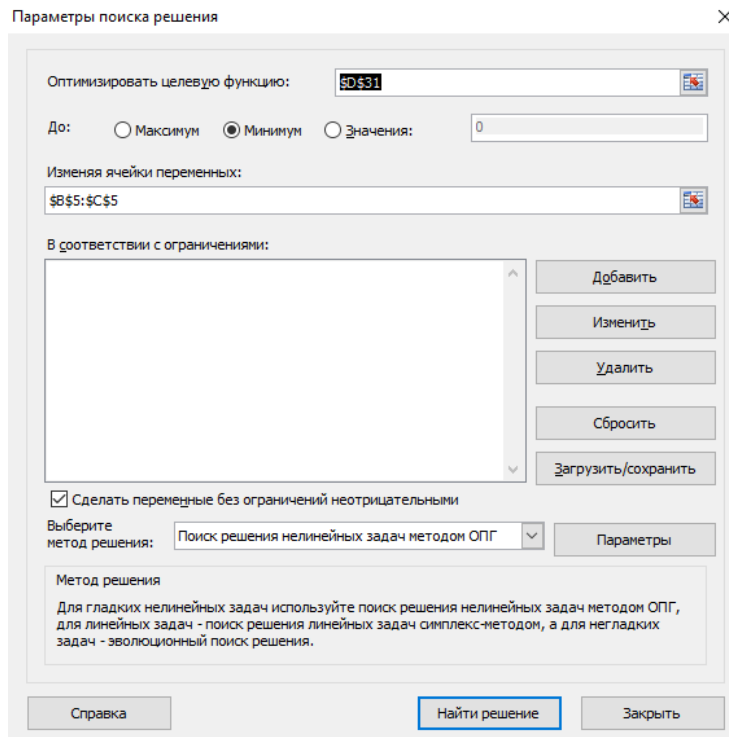 Параметры поиска решения
Оптимизировать целевую функцию: $D$31
До: Максимум Минимум Значения: 0
Изменяя ячейки переменных:
$B$5:$C$5
В соответствии с ограничениями:
Добавить
Изменить
Удалить
Сбросить
Загрузить/сохранить
Сделать переменные без ограничений неотрицательными
Выберите
метод решения: Поиск решения нелинейных задач методом ОПГ Параметры
Метод решения
Для гладких нелинейных задач используйте поиск решения нелинейных задач методом ОПГ,
для линейных задач - поиск решения линейных задач симплекс-методом, а для негладких
задач - эволюционный поиск решения.
Справка Найти решение Закрыть